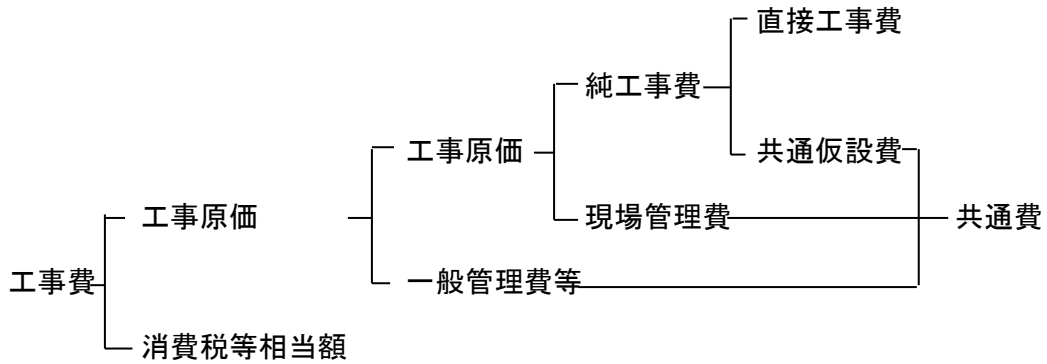 直接工事費
純工事費
工事原価
共通仮設費
工事原価
現場管理費
共通費
工事費
一般管理費等
消費税等相当額